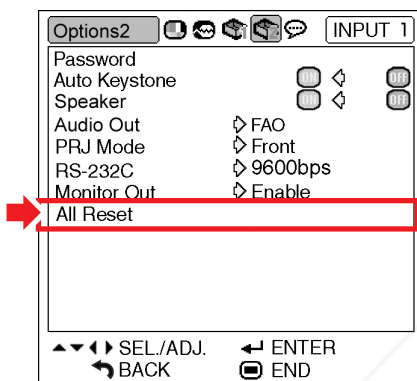 Options2 INPUT 1
Password
Auto Keystone ON OFF
Speaker ON OFF
Audio Out FAO
PRJ Mode Front
RS-232C 9600bps
Monitor Out Enable
All Reset
SEL./ADJ. ENTER
BACK END